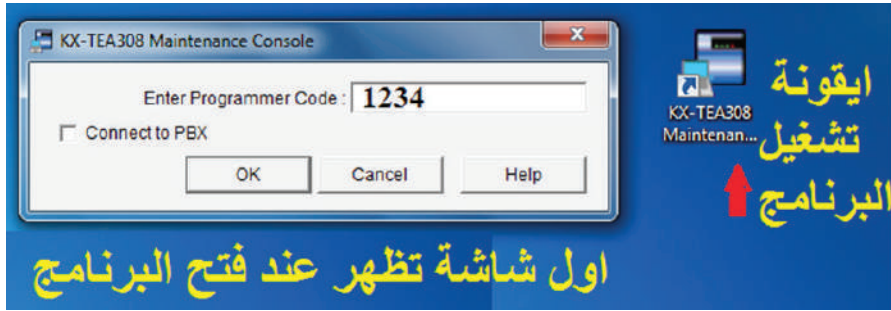 KX-TEA308 Maintenance Console
Enter Programmer Code : 1234
Connect to PBX
OK Cancel Help
KX-TEA308
Maintenan...
ايقونة
تشغيل
البرنامج
اول شاشة تظهر عند فتح البرنامج